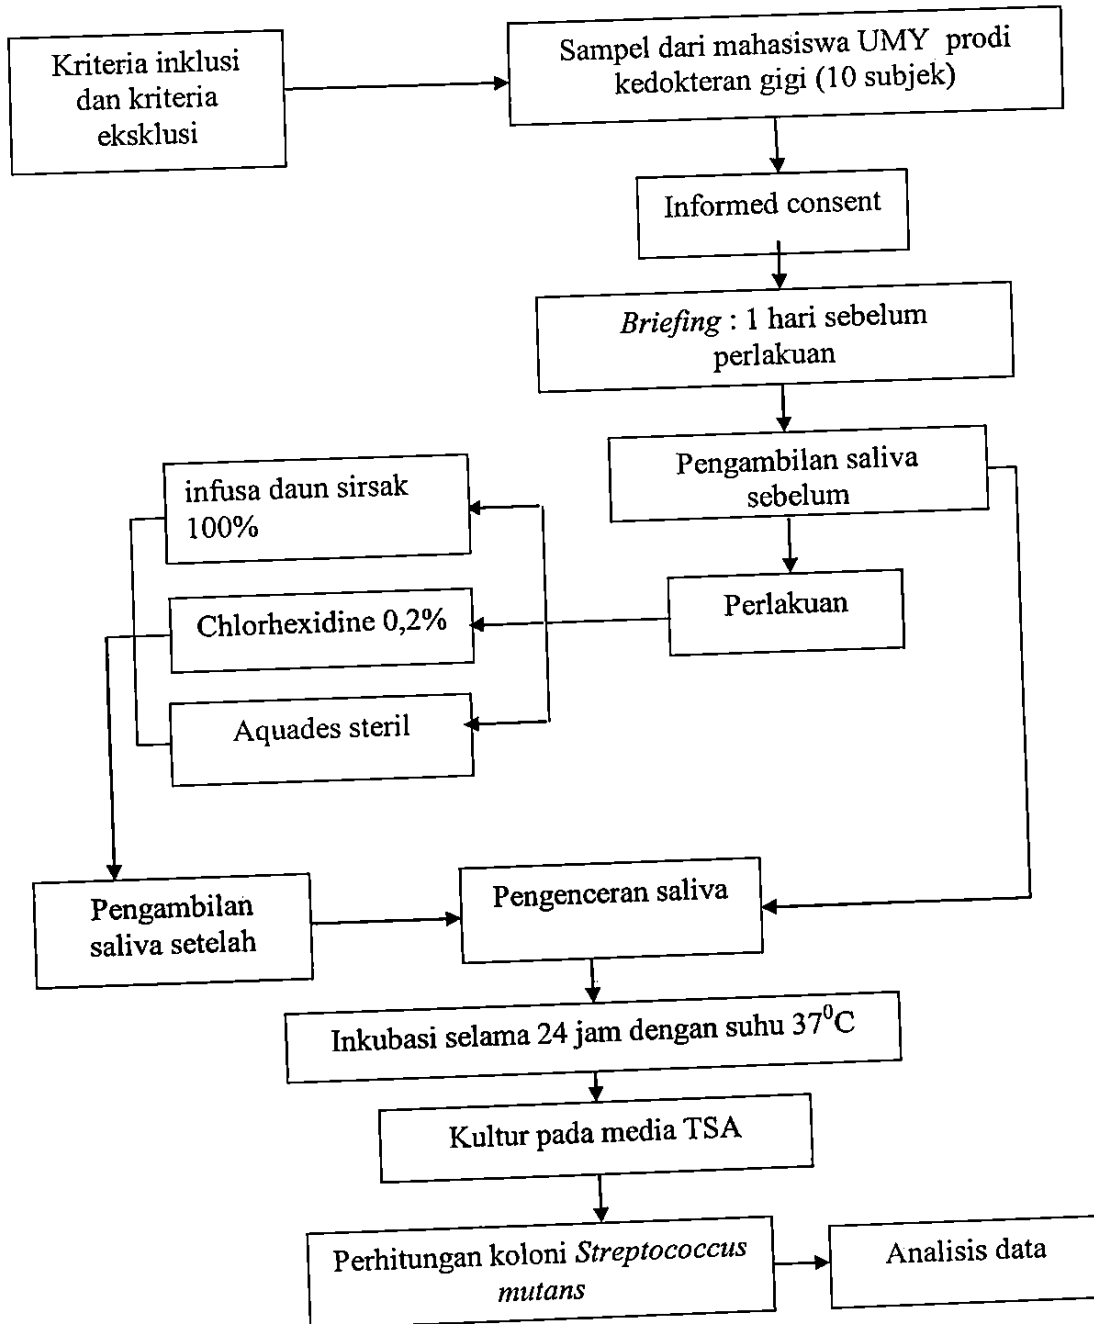 Kriteria inklusi
dan kriteria
eksklusi
Sampel dari mahasiswa UMY prodi
kedokteran gigi (10 subjek)
Informed consent
Briefing : 1 hari sebelum
perlakuan
Pengambilan saliva
sebelum
Perlakuan
infusa daun sirsak
100%
Chlorhexidine 0,2%
Aquades steril
Pengambilan
saliva setelah
Pengenceran saliva
Inkubasi selama 24 jam dengan suhu 37⁰C
Kultur pada media TSA
Perhitungan koloni Streptococcus
mutans
Analisis data